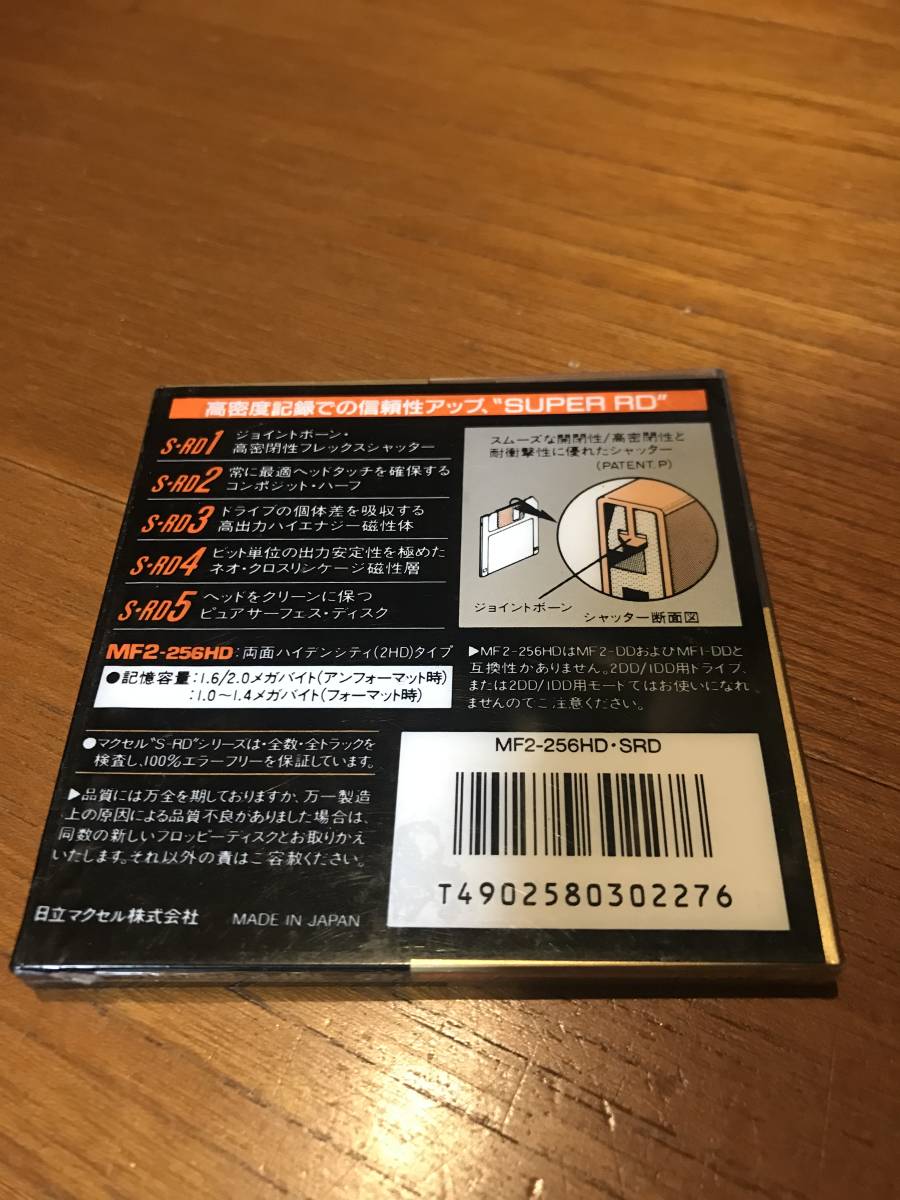 高密度記録での信頼性アップ、"SUPER RD"
S-RD1 ジョイントボーン・
高密閉性フレックスシャッター
S-RD2 常に最適ヘッドタッチを確保する
コンポジット・ハーフ
S-RD3 ドライブの個体差を吸収する
高出力ハイエナジー磁性体
S-RD4 ビット単位の出力安定性を極めた
ネオ・クロスリンケージ磁性層
S-RD5 ヘッドをクリーンに保つ
ピュアサーフェス・ディスク
スムーズな開閉性/高密閉性と
耐衝撃性に優れたシャッター
(PATENT.P)
ジョイントボーン
シャッター断面図
MF2-256HD:両面ハイデンシティ(2HD)タイプ
●記憶容量:1.6/2.0メガバイト(アンフォーマット時)
:1.0〜1.4メガバイト(フォーマット時)
▶MF2-256HDはMF2-DDおよびMF1-DDと
互換性がありません。2DD/1DD用ドライブ、
または2DD/1DD用モードではお使いになれ
ませんのでご注意ください。
●マクセル"S-RD"シリーズは・全数・全トラックを
検査し、100%エラーフリーを保証しています。
▶品質には万全を期しておりますが、万一製造
上の原因による品質不良がありました場合は、
同数の新しいフロッピーディスクとお取りかえ
いたします。それ以外の責はご容赦ください。
日立マクセル株式会社 MADE IN JAPAN
MF2-256HD・SRD
T4902580302276